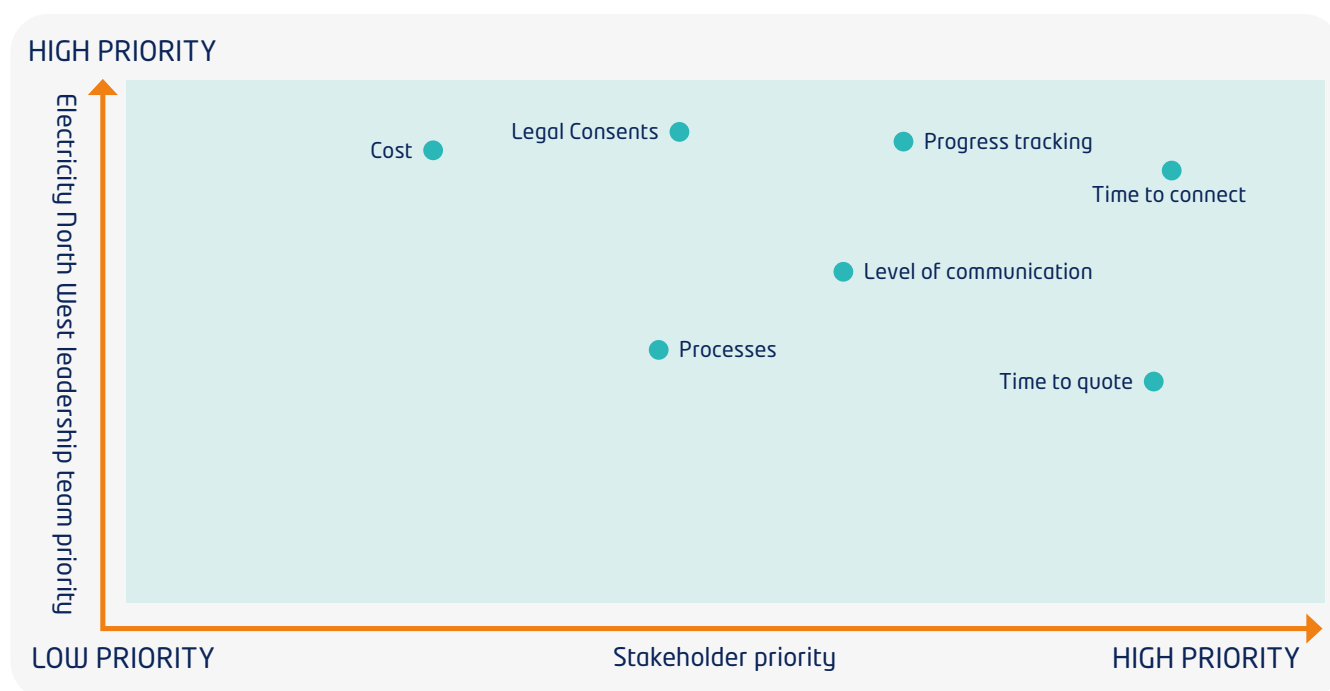 HIGH PRIORITY
Electricity North West leadership team priority
Legal Consents
Cost
Progress tracking
Time to connect
Level of communication
Processes
Time to quote
LOW PRIORITY
Stakeholder priority
HIGH PRIORITY